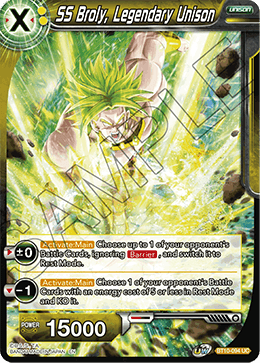 X
SS Broly, Legendary Unison
UNISON
SAMPLE
±0
Activate:Main Choose up to 1 of your opponent's
Battle Cards, ignoring Barrier, and switch it to
Rest Mode.
-1
Activate:Main Choose 1 of your opponent's Battle
Cards with an energy cost of 5 or less in Rest Mode
and KO it.
POWER
15000
BT10-094 UC